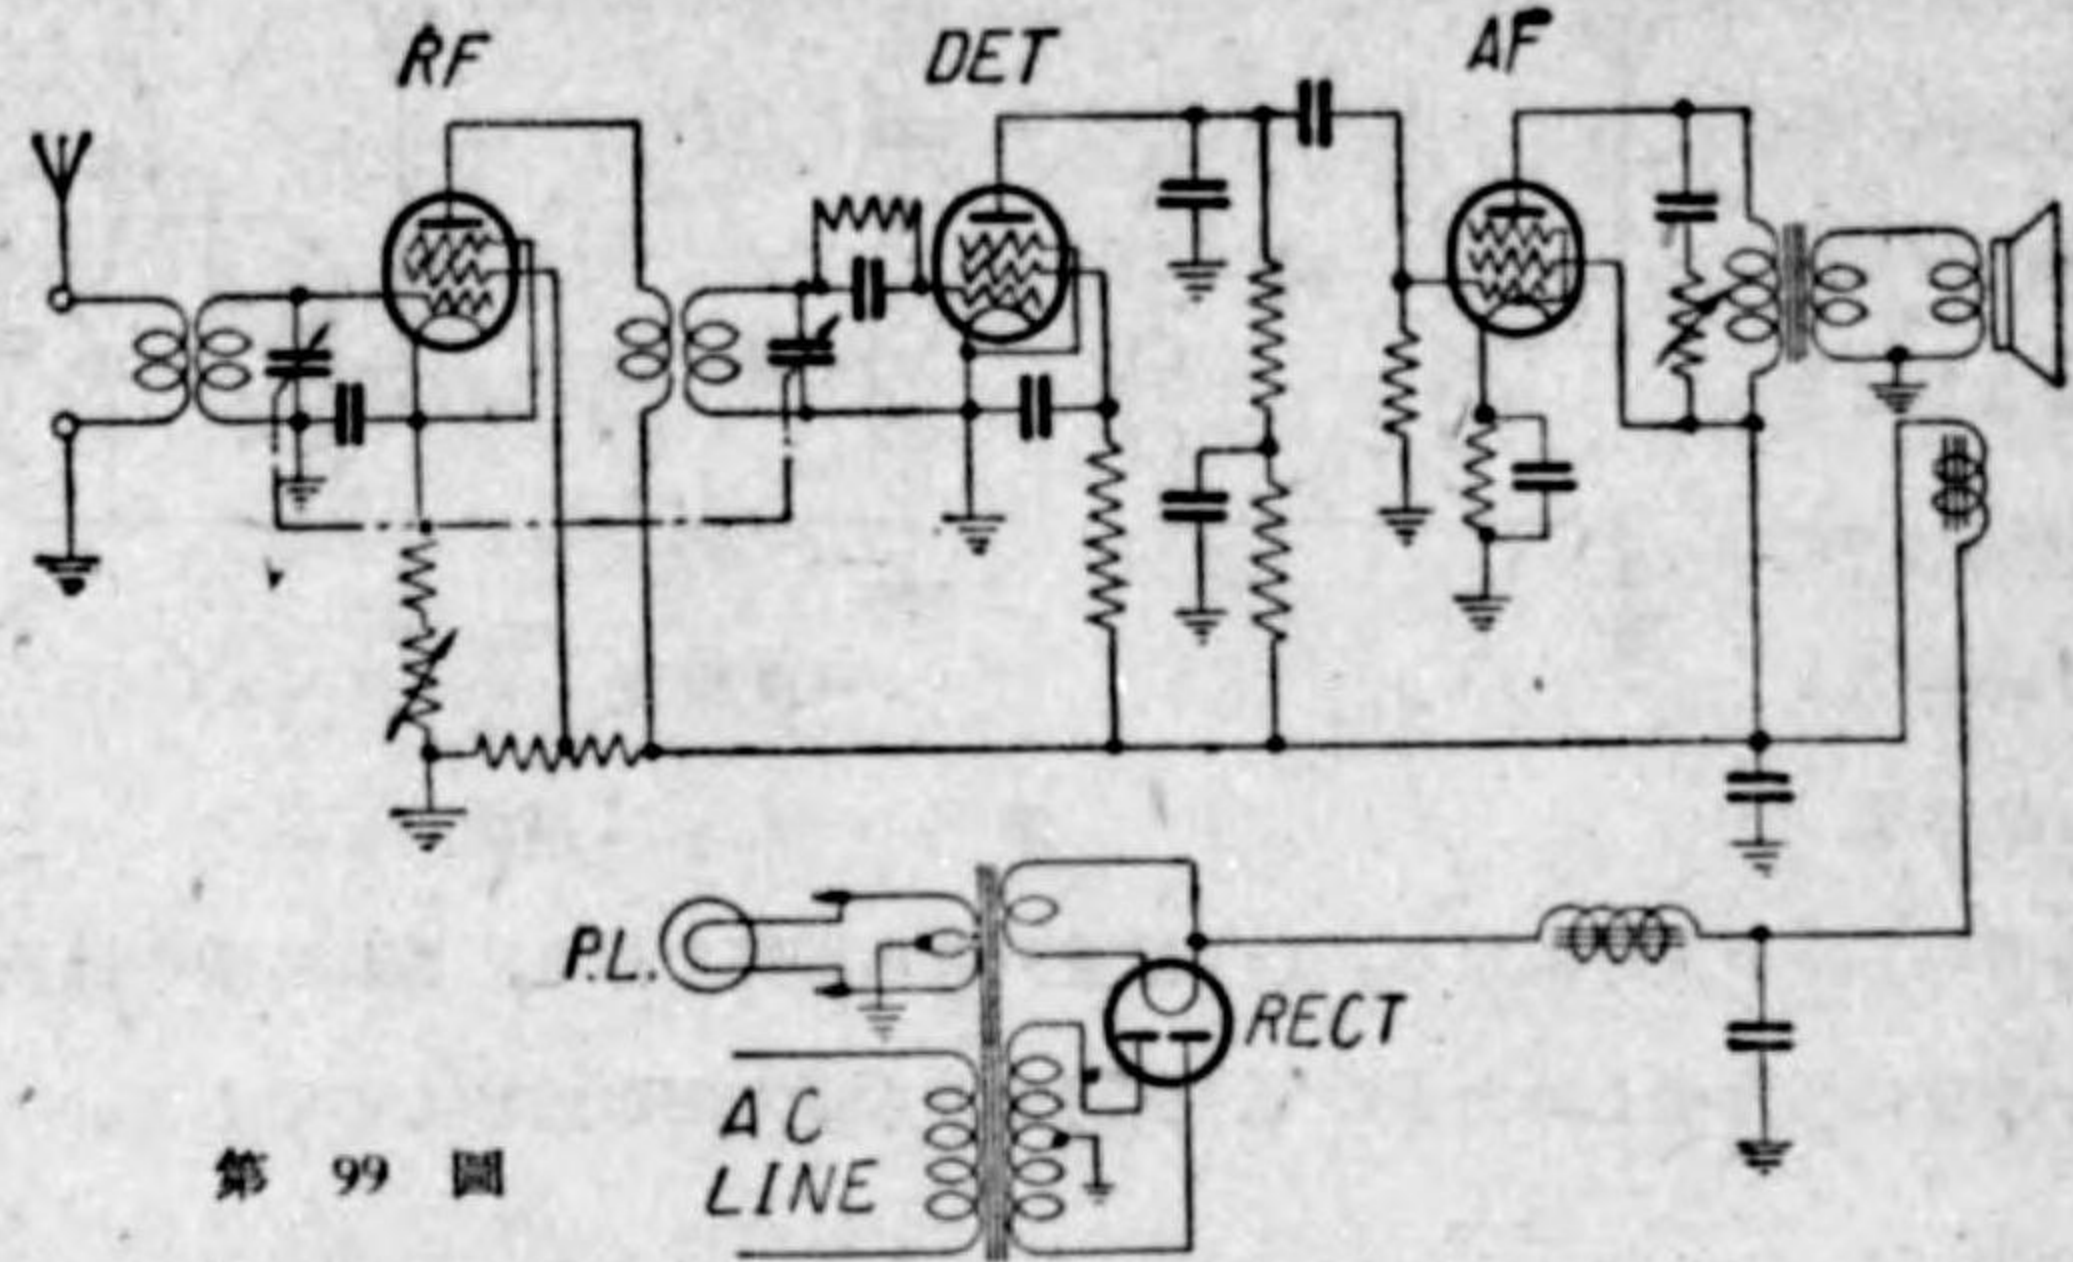 RF
DET
AF
P.L.
RECT
AC
LINE
第 99 圖